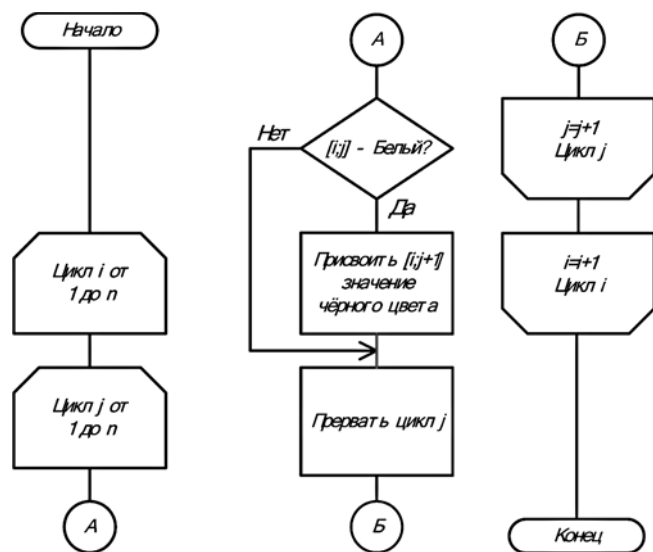 Начало
Цикл i от
1 до n
Цикл j от
1 до n
А
А
[i;j] - Белый?
Нет
Да
Присвоить [i;j+1]
значение
чёрного цвета
Прервать цикл j
Б
Б
j=j+1
Цикл j
i=i+1
Цикл i
Конец